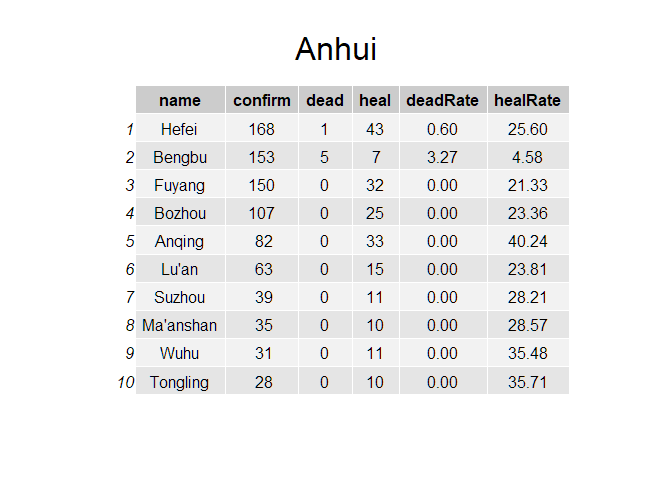 Anhui
name confirm dead heal deadRate healRate
1 Hefei 168 1 43 0.60 25.60
2 Bengbu 153 5 7 3.27 4.58
3 Fuyang 150 0 32 0.00 21.33
4 Bozhou 107 0 25 0.00 23.36
5 Anqing 82 0 33 0.00 40.24
6 Lu'an 63 0 15 0.00 23.81
7 Suzhou 39 0 11 0.00 28.21
8 Ma'anshan 35 0 10 0.00 28.57
9 Wuhu 31 0 11 0.00 35.48
10 Tongling 28 0 10 0.00 35.71